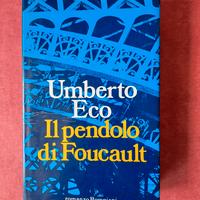 Umberto
Eco
Il pendolo
di Foucault
romanzo Bompiani